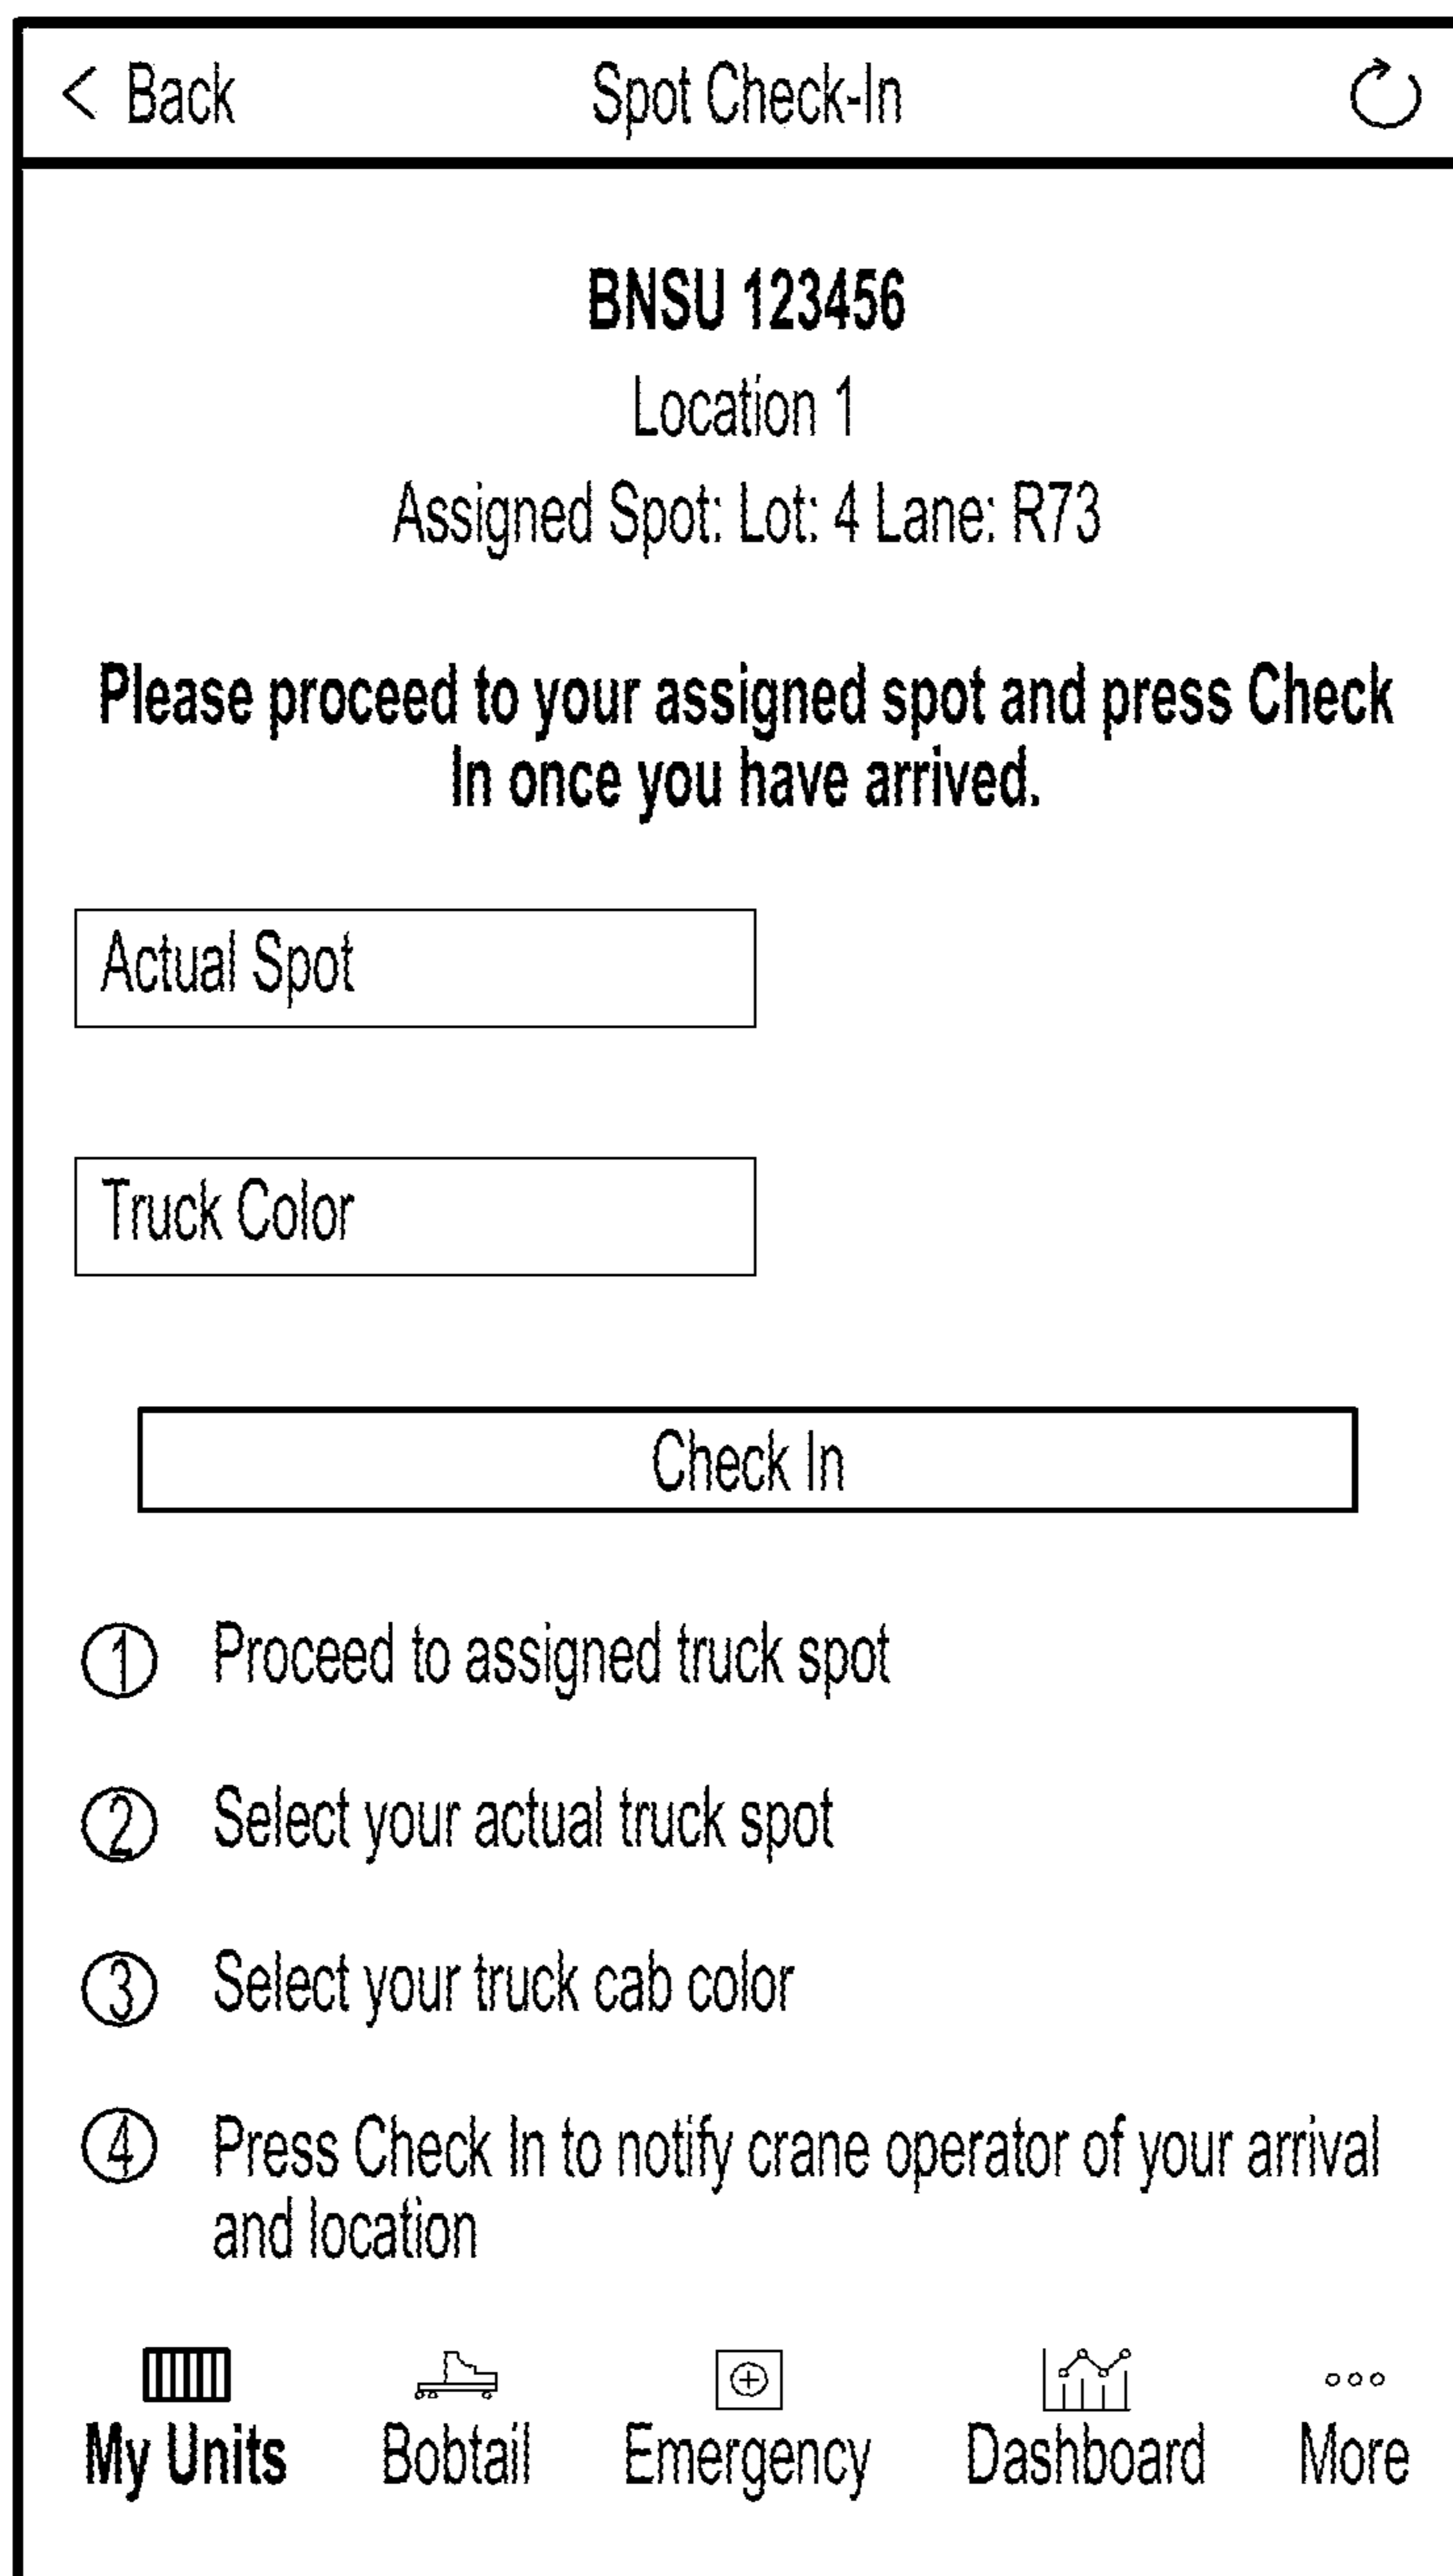 < Back Spot Check-In
BNSU 123456
Location 1
Assigned Spot: Lot: 4 Lane: R73
Please proceed to your assigned spot and press Check
In once you have arrived.
Actual Spot
Truck Color
Check In
1 Proceed to assigned truck spot
2 Select your actual truck spot
3 Select your truck cab color
4 Press Check In to notify crane operator of your arrival
and location
My Units Bobtail Emergency Dashboard More